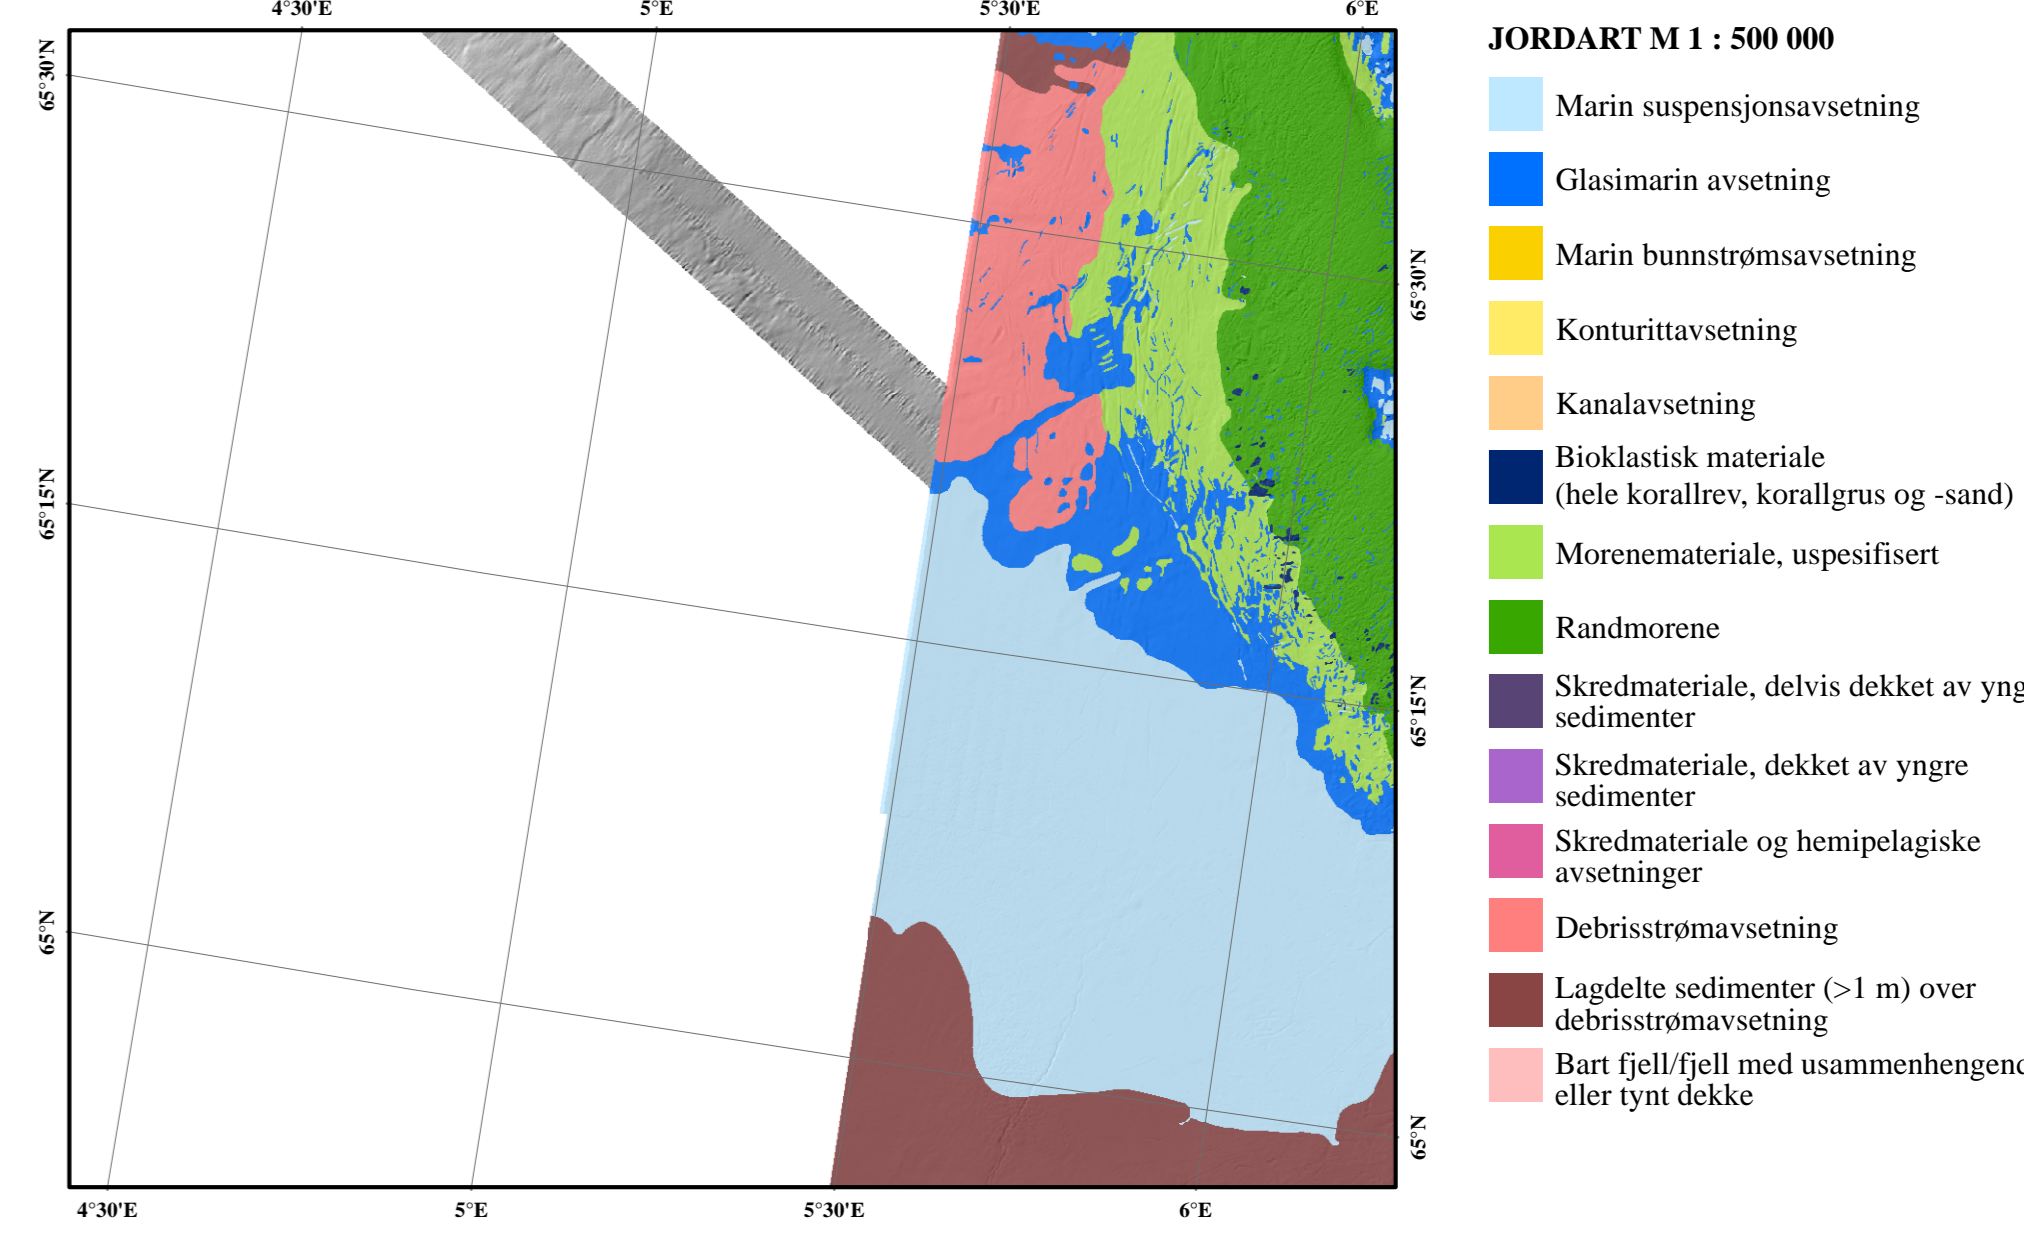 4°30'E 5°E 5°30'E 6°E
65°30'N
65°15'N
65°N
65°30'N
65°15'N
65°N
4°30'E 5°E 5°30'E 6°E
JORDART M 1 : 500 000
Marin suspensjonsavsetning
Glasimarin avsetning
Marin bunnstrømsavsetning
Konturittavsetning
Kanalavsetning
Bioklastisk materiale
(hele korallrev, korallgrus og -sand)
Morenemateriale, uspesifisert
Randmorene
Skredmateriale, delvis dekket av yng
sedimenter
Skredmateriale, dekket av yngre
sedimenter
Skredmateriale og hemipelagiske
avsetninger
Debrisstrømavsetning
Lagdelte sedimenter (>1 m) over
debrisstrømavsetning
Bart fjell/fjell med usammenhengend
eller tynt dekke